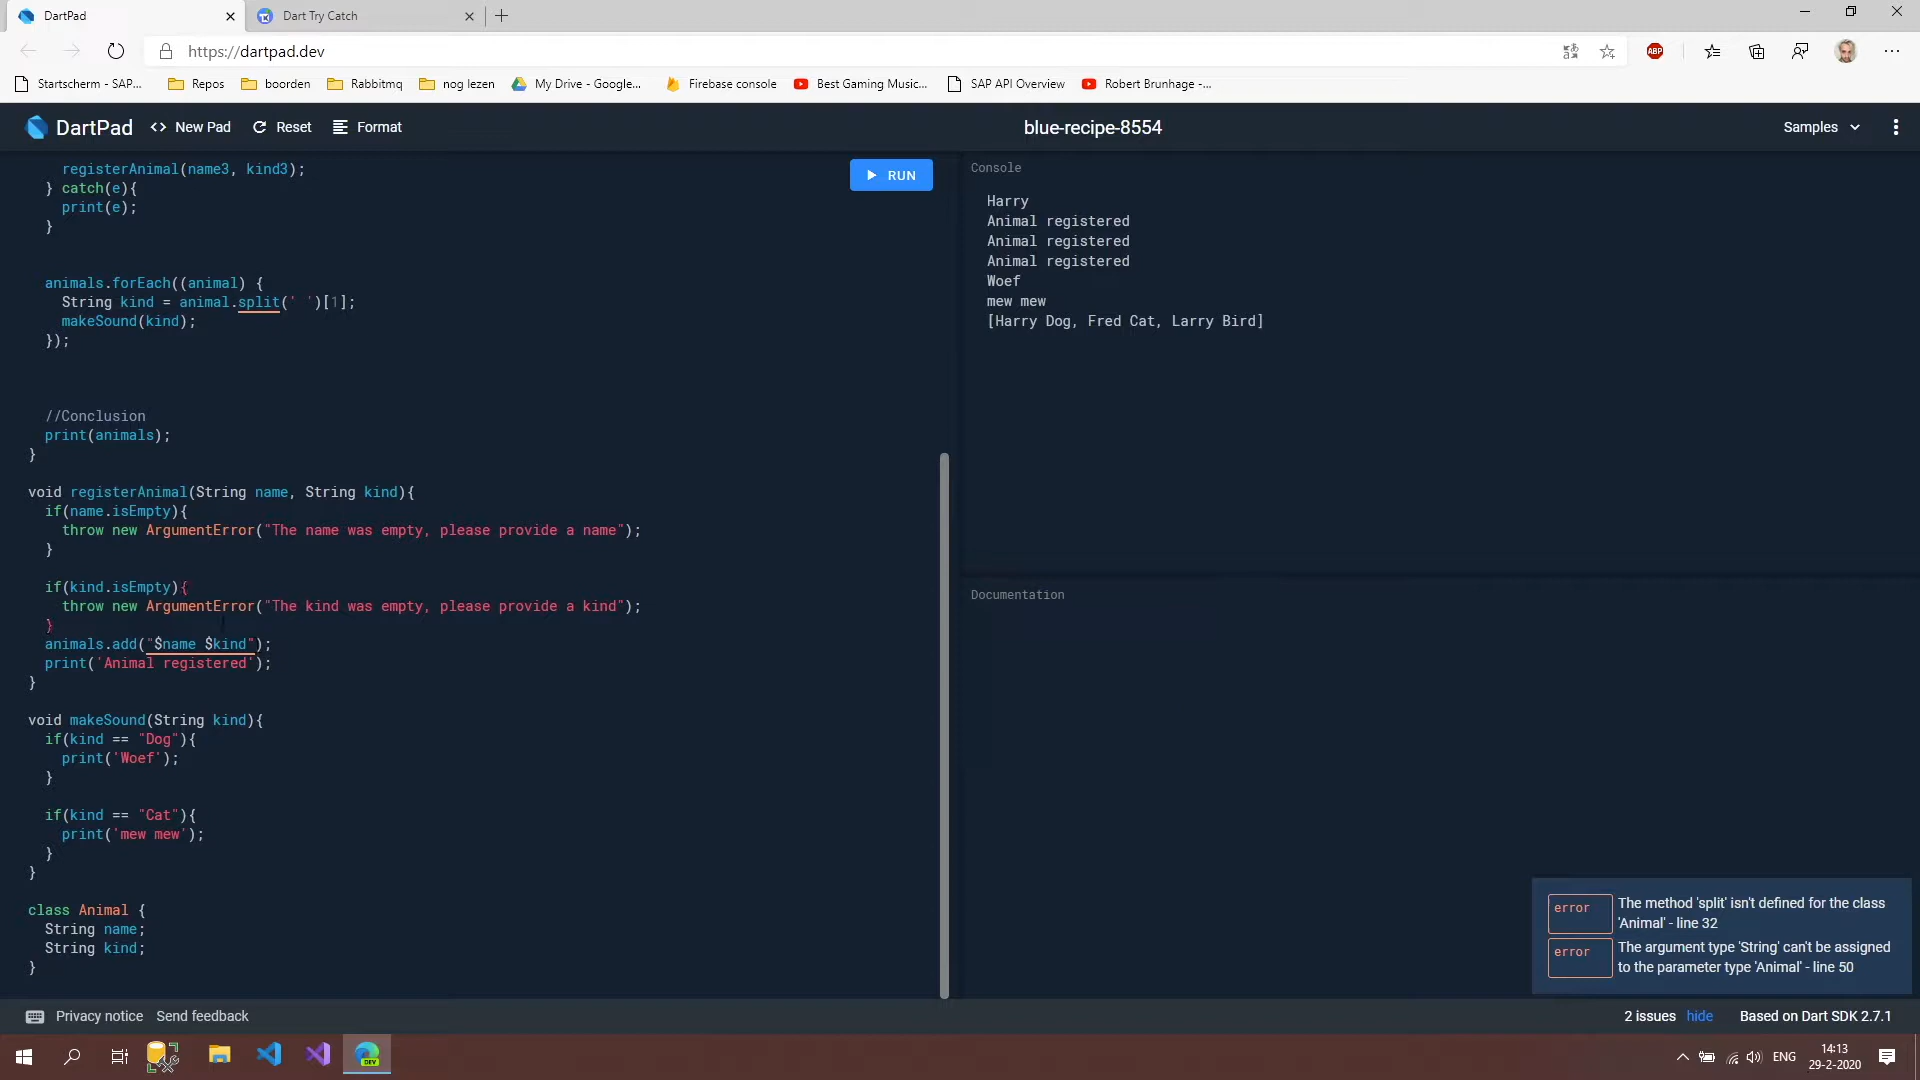 DartPad
Dart Try Catch
https://dartpad.dev
ABP
Startscherm - SAP...
Repos
boorden
Rabbitmq
nog lezen
My Drive - Google...
Firebase console
Best Gaming Music...
SAP API Overview
Robert Brunhage -...
DartPad
<> New Pad
Reset
Format
blue-recipe-8554
Samples
registerAnimal(name3, kind3);
} catch(e){
print(e);
}
animals.forEach((animal) {
String kind = animal.split(' ')[1];
makeSound(kind);
});
//Conclusion
print(animals);
}
void registerAnimal(String name, String kind){
if(name.isEmpty){
throw new ArgumentError("The name was empty, please provide a name");
}
if(kind.isEmpty){
throw new ArgumentError("The kind was empty, please provide a kind");
}
animals.add("$name $kind");
print('Animal registered');
}
void makeSound(String kind){
if(kind == "Dog"){
print('Woef');
}
if(kind == "Cat"){
print('mew mew');
}
}
class Animal {
String name;
String kind;
}
RUN
Console
Harry
Animal registered
Animal registered
Animal registered
Woef
mew mew
[Harry Dog, Fred Cat, Larry Bird]
Documentation
error
The method 'split' isn't defined for the class
'Animal' - line 32
error
The argument type 'String' can't be assigned
to the parameter type 'Animal' - line 50
Privacy notice
Send feedback
2 issues
hide
Based on Dart SDK 2.7.1
DEV
ENG
14:13
29-2-2020